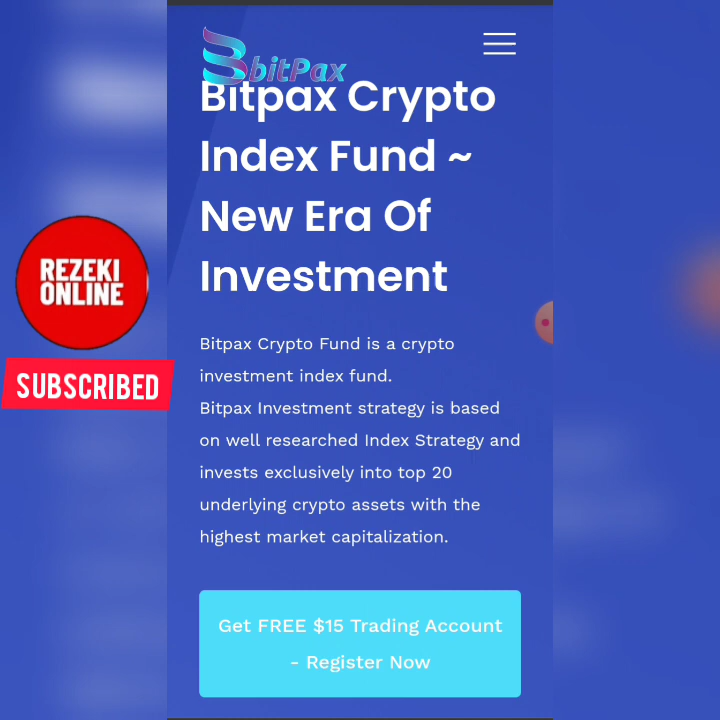 bitPax
Bitpax Crypto
Index Fund ~
New Era Of
Investment
REZEKI
ONLINE
SUBSCRIBED
Bitpax Crypto Fund is a crypto
investment index fund.
Bitpax Investment strategy is based
on well researched Index Strategy and
invests exclusively into top 20
underlying crypto assets with the
highest market capitalization.
Get FREE $15 Trading Account
- Register Now